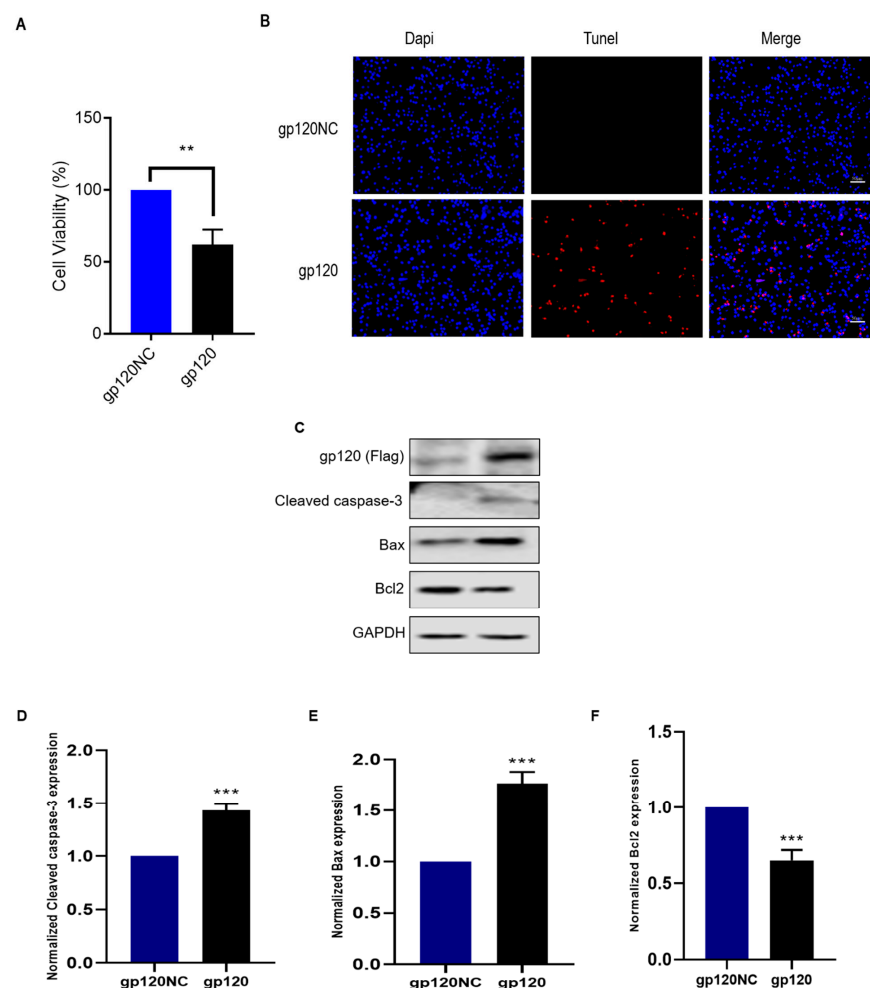 A
Cell Viability (%)
150
100
50
0
**
gp120NC
gp120
B
Dapi
Tunel
Merge
gp120NC
gp120
C
gp120 (Flag)
Cleaved caspase-3
Bax
Bcl2
GAPDH
D
Normalized Cleaved caspase-3 expression
2.0
1.5
1.0
0.5
0.0
***
gp120NC
gp120
E
Normalized Bax expression
2.0
1.5
1.0
0.5
0.0
***
gp120NC
gp120
F
Normalized Bcl2 expression
1.5
1.0
0.5
0.0
***
gp120NC
gp120